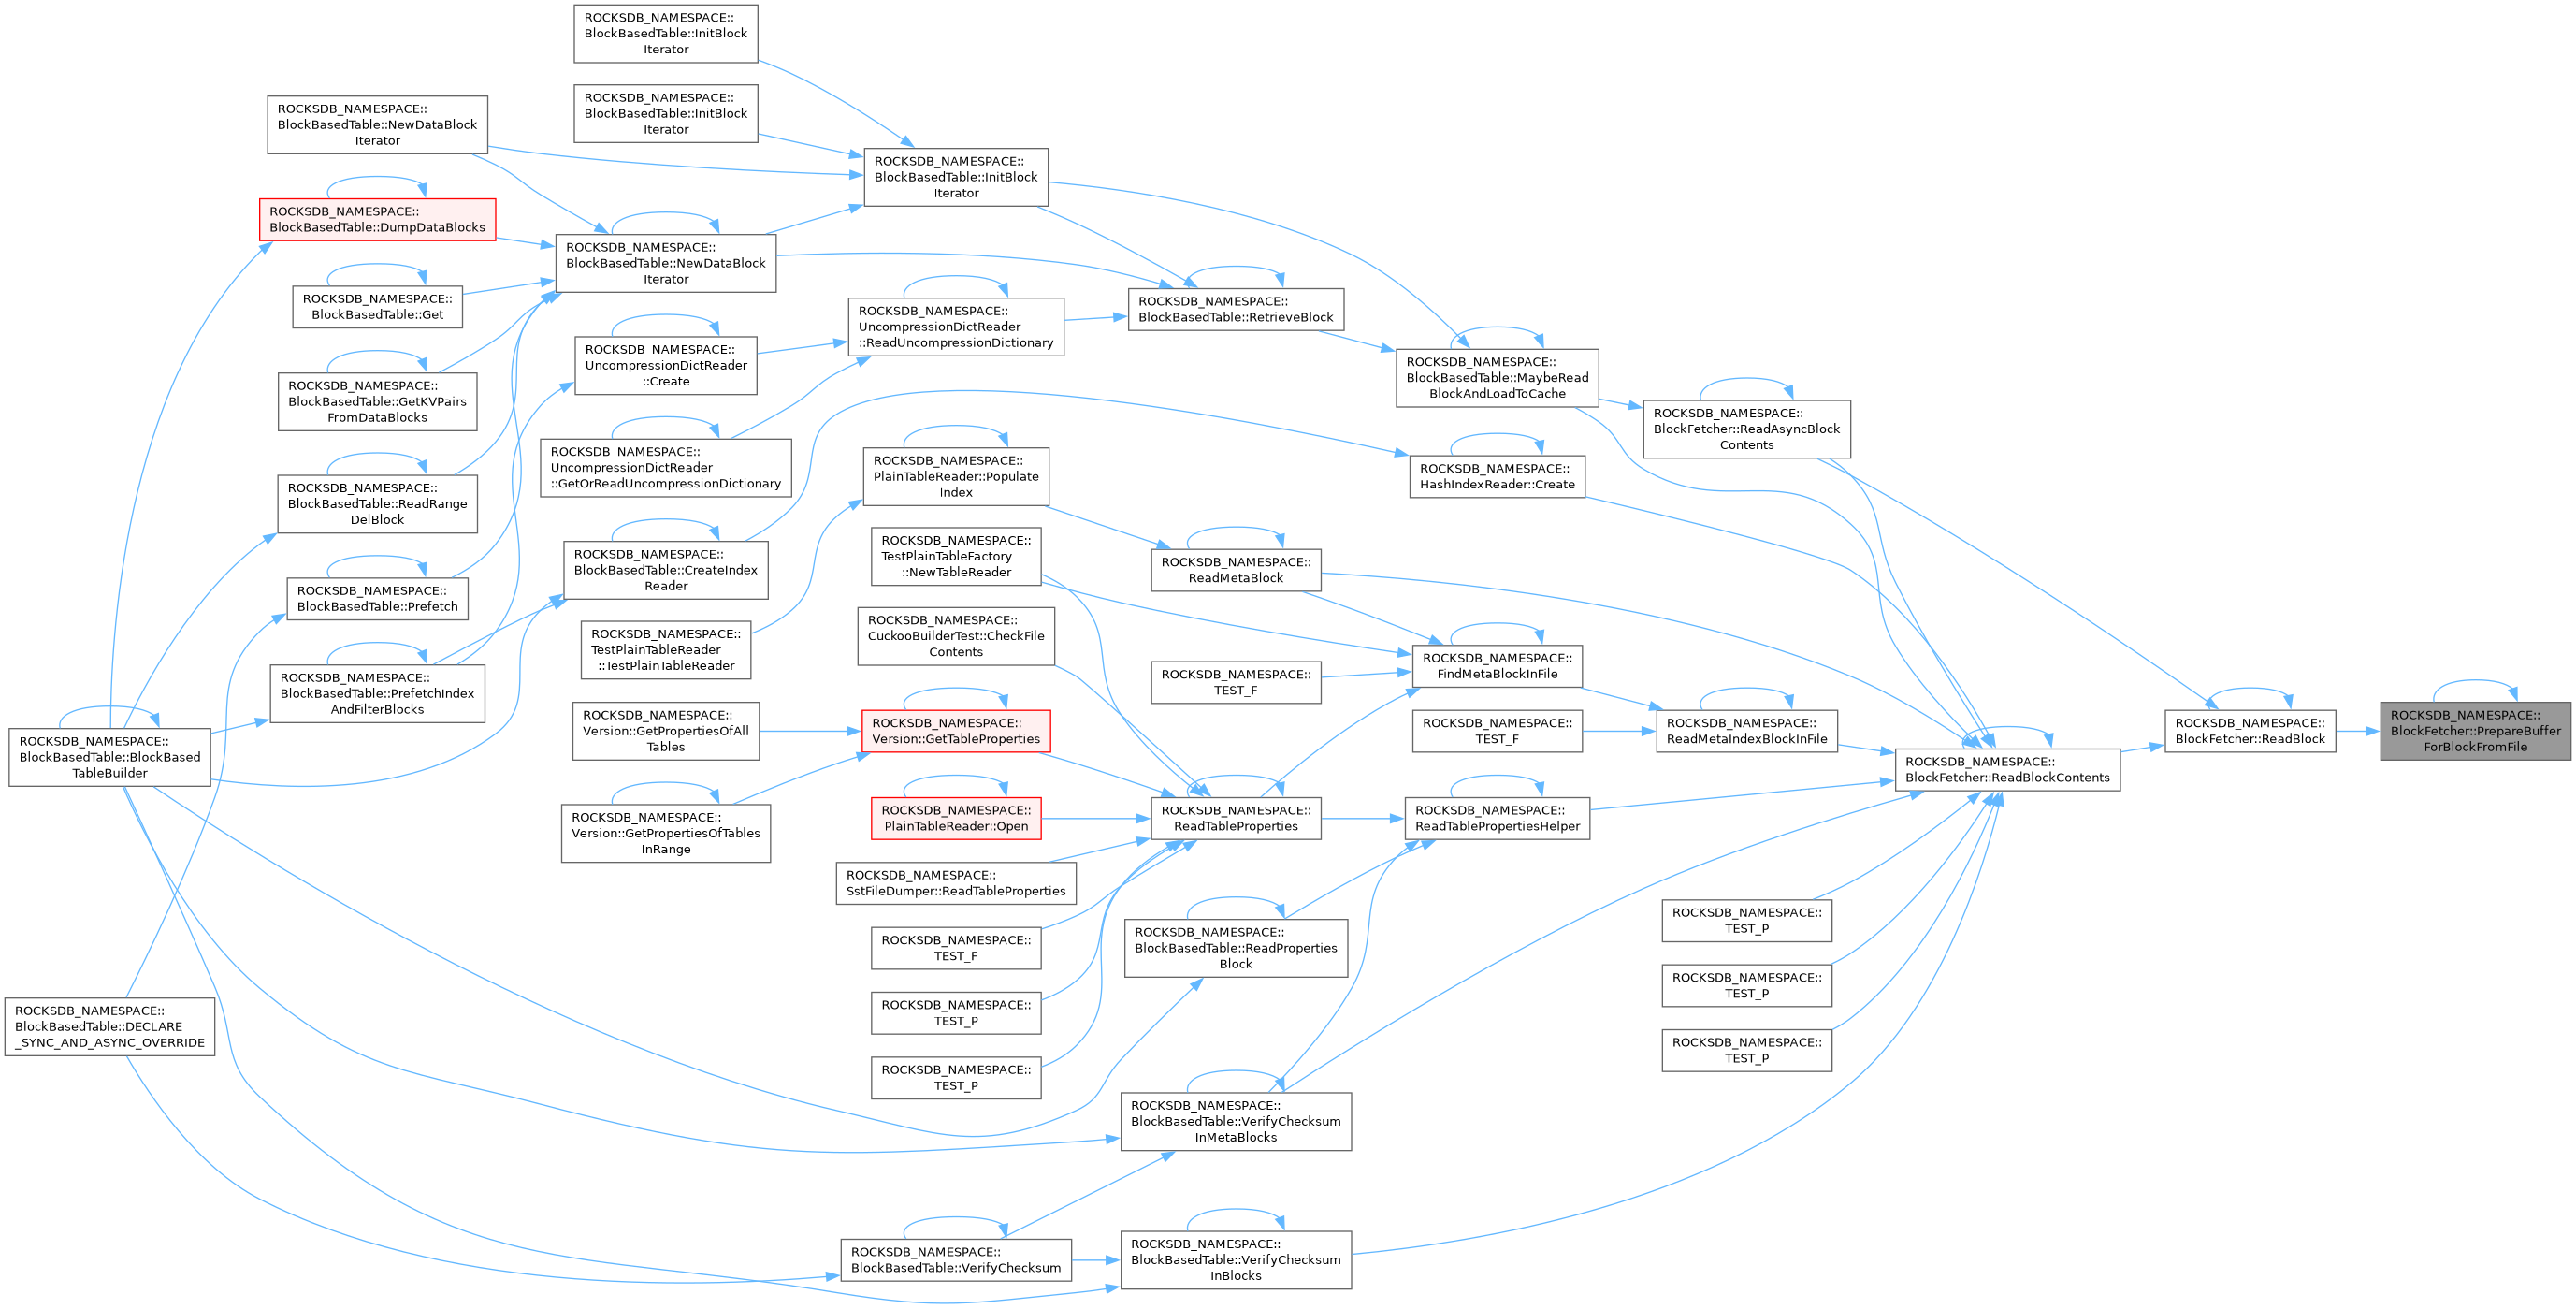 ROCKSDB_NAMESPACE::
BlockBasedTable::InitBlock
Iterator
ROCKSDB_NAMESPACE::
BlockBasedTable::InitBlock
Iterator
ROCKSDB_NAMESPACE::
BlockBasedTable::NewDataBlock
Iterator
ROCKSDB_NAMESPACE::
BlockBasedTable::InitBlock
Iterator
ROCKSDB_NAMESPACE::
BlockBasedTable::DumpDataBlocks
ROCKSDB_NAMESPACE::
BlockBasedTable::NewDataBlock
Iterator
ROCKSDB_NAMESPACE::
BlockBasedTable::Get
ROCKSDB_NAMESPACE::
UncompressionDictReader
::ReadUncompressionDictionary
ROCKSDB_NAMESPACE::
BlockBasedTable::RetrieveBlock
ROCKSDB_NAMESPACE::
UncompressionDictReader
::Create
ROCKSDB_NAMESPACE::
BlockBasedTable::MaybeRead
BlockAndLoadToCache
ROCKSDB_NAMESPACE::
BlockBasedTable::GetKVPairs
FromDataBlocks
ROCKSDB_NAMESPACE::
BlockFetcher::ReadAsyncBlock
Contents
ROCKSDB_NAMESPACE::
UncompressionDictReader
::GetOrReadUncompressionDictionary
ROCKSDB_NAMESPACE::
PlainTableReader::Populate
Index
ROCKSDB_NAMESPACE::
HashIndexReader::Create
ROCKSDB_NAMESPACE::
BlockBasedTable::ReadRange
DelBlock
ROCKSDB_NAMESPACE::
TestPlainTableFactory
::NewTableReader
ROCKSDB_NAMESPACE::
BlockBasedTable::CreateIndex
Reader
ROCKSDB_NAMESPACE::
ReadMetaBlock
ROCKSDB_NAMESPACE::
BlockBasedTable::Prefetch
ROCKSDB_NAMESPACE::
CuckooBuilderTest::CheckFile
Contents
ROCKSDB_NAMESPACE::
TestPlainTableReader
::TestPlainTableReader
ROCKSDB_NAMESPACE::
FindMetaBlockInFile
ROCKSDB_NAMESPACE::
TEST_F
ROCKSDB_NAMESPACE::
BlockBasedTable::PrefetchIndex
AndFilterBlocks
ROCKSDB_NAMESPACE::
Version::GetPropertiesOfAll
Tables
ROCKSDB_NAMESPACE::
Version::GetTableProperties
ROCKSDB_NAMESPACE::
TEST_F
ROCKSDB_NAMESPACE::
ReadMetaIndexBlockInFile
ROCKSDB_NAMESPACE::
BlockFetcher::ReadBlock
ROCKSDB_NAMESPACE::
BlockFetcher::PrepareBuffer
ForBlockFromFile
ROCKSDB_NAMESPACE::
BlockBasedTable::BlockBased
TableBuilder
ROCKSDB_NAMESPACE::
BlockFetcher::ReadBlockContents
ROCKSDB_NAMESPACE::
Version::GetPropertiesOfTables
InRange
ROCKSDB_NAMESPACE::
PlainTableReader::Open
ROCKSDB_NAMESPACE::
ReadTableProperties
ROCKSDB_NAMESPACE::
ReadTablePropertiesHelper
ROCKSDB_NAMESPACE::
SstFileDumper::ReadTableProperties
ROCKSDB_NAMESPACE::
TEST_F
ROCKSDB_NAMESPACE::
BlockBasedTable::ReadProperties
Block
ROCKSDB_NAMESPACE::
TEST_P
ROCKSDB_NAMESPACE::
TEST_P
ROCKSDB_NAMESPACE::
TEST_P
ROCKSDB_NAMESPACE::
BlockBasedTable::DECLARE
_SYNC_AND_ASYNC_OVERRIDE
ROCKSDB_NAMESPACE::
TEST_P
ROCKSDB_NAMESPACE::
TEST_P
ROCKSDB_NAMESPACE::
BlockBasedTable::VerifyChecksum
InMetaBlocks
ROCKSDB_NAMESPACE::
BlockBasedTable::VerifyChecksum
ROCKSDB_NAMESPACE::
BlockBasedTable::VerifyChecksum
InBlocks